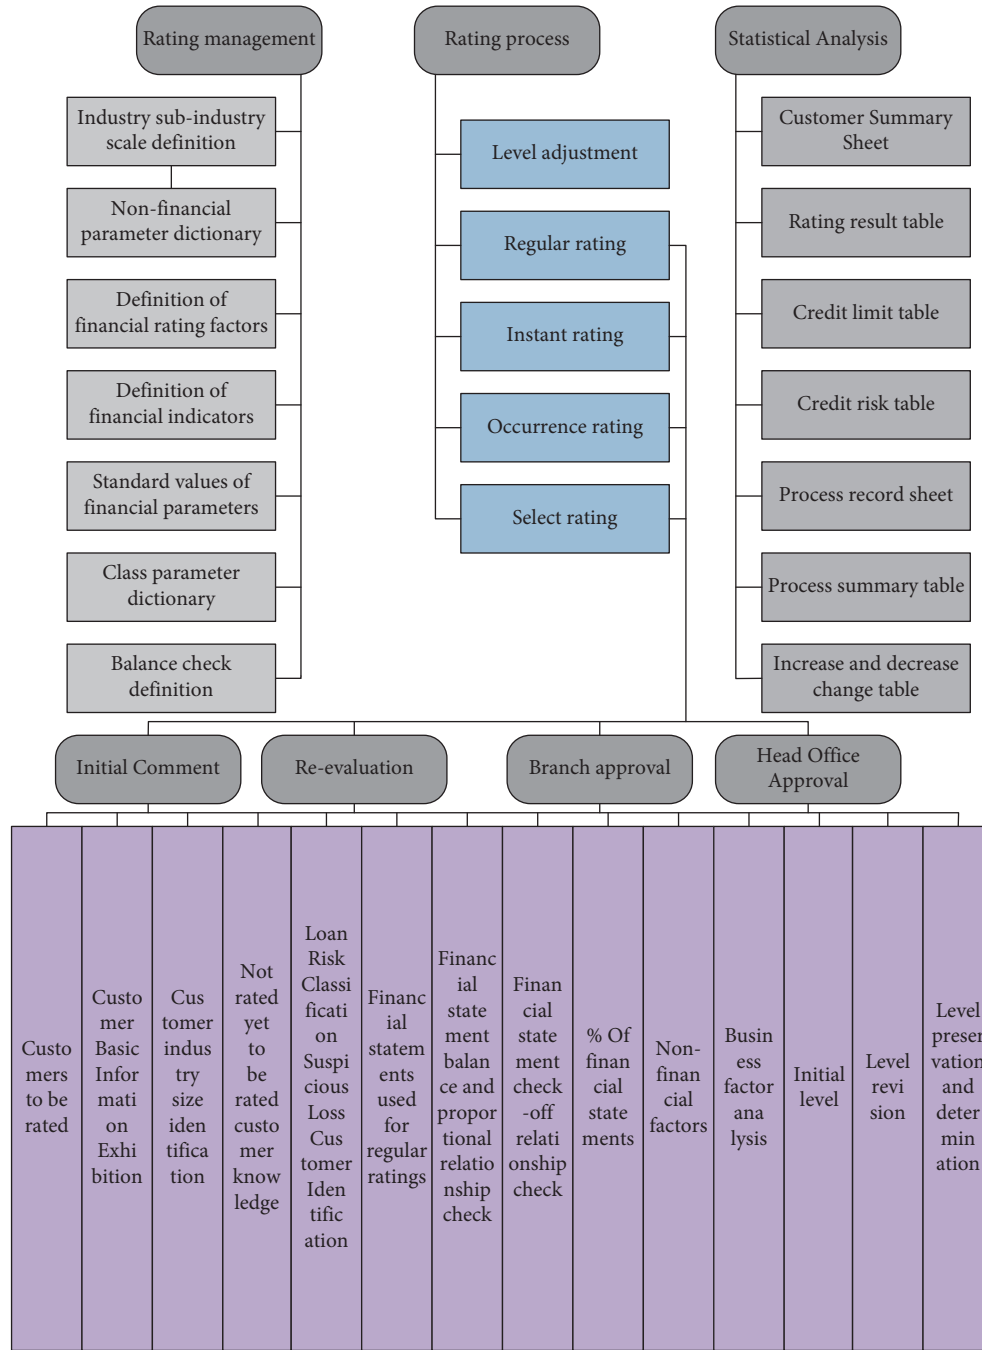 Rating management
Industry sub-industry
scale definition
Non-financial
parameter dictionary
Definition of
financial rating factors
Definition of
financial indicators
Standard values of
financial parameters
Class parameter
dictionary
Balance check
definition
Rating process
Level adjustment
Regular rating
Instant rating
Occurrence rating
Select rating
Statistical Analysis
Customer Summary
Sheet
Rating result table
Credit limit table
Credit risk table
Process record sheet
Process summary table
Increase and decrease
change table
Initial Comment
Re-evaluation
Branch approval
Head Office
Approval
Custo
mers
to be
rated
Custo
mer
Basic
Infor
mati
on
Exhi
bition
Cus
tomer
indus
try
size
iden
tifica
tion
Not
rated
yet
to
be
rated
custo
mer
know
ledge
Loan
Risk
Classi
ficati
on
Suspi
cious
Loss
Cus
tomer
Iden
tific
ation
Financ
ial
statem
ents
used
for
regular
ratings
Financ
ial
state
ment
balan
ce and
propor
tional
relatio
nship
check
Finan
cial
state
ment
check
-off
relati
onship
check
% Of
finan
cial
state
ments
Non-
finan
cial
factors
Busin
ess
factor
ana
lysis
Initial
level
Level
revi
sion
Level
preser
vation
and
deter
min
ation